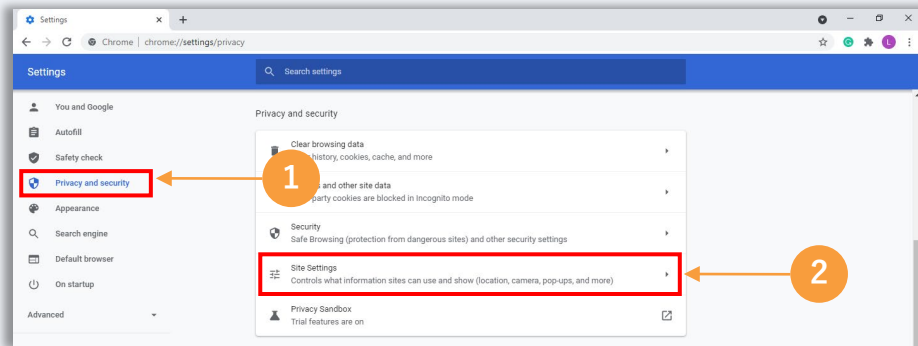 Settings
Chrome | chrome://settings/privacy
L
Settings
Search settings
You and Google
Autofill
Safety check
Privacy and security
Appearance
Search engine
Default browser
On startup
Advanced
Privacy and security
Clear browsing data
history, cookies, cache, and more
and other site data
party cookies are blocked in Incognito mode
Security
Safe Browsing (protection from dangerous sites) and other security settings
Site Settings
Controls what information sites can use and show (location, camera, pop-ups, and more)
Privacy Sandbox
Trial features are on
1
2